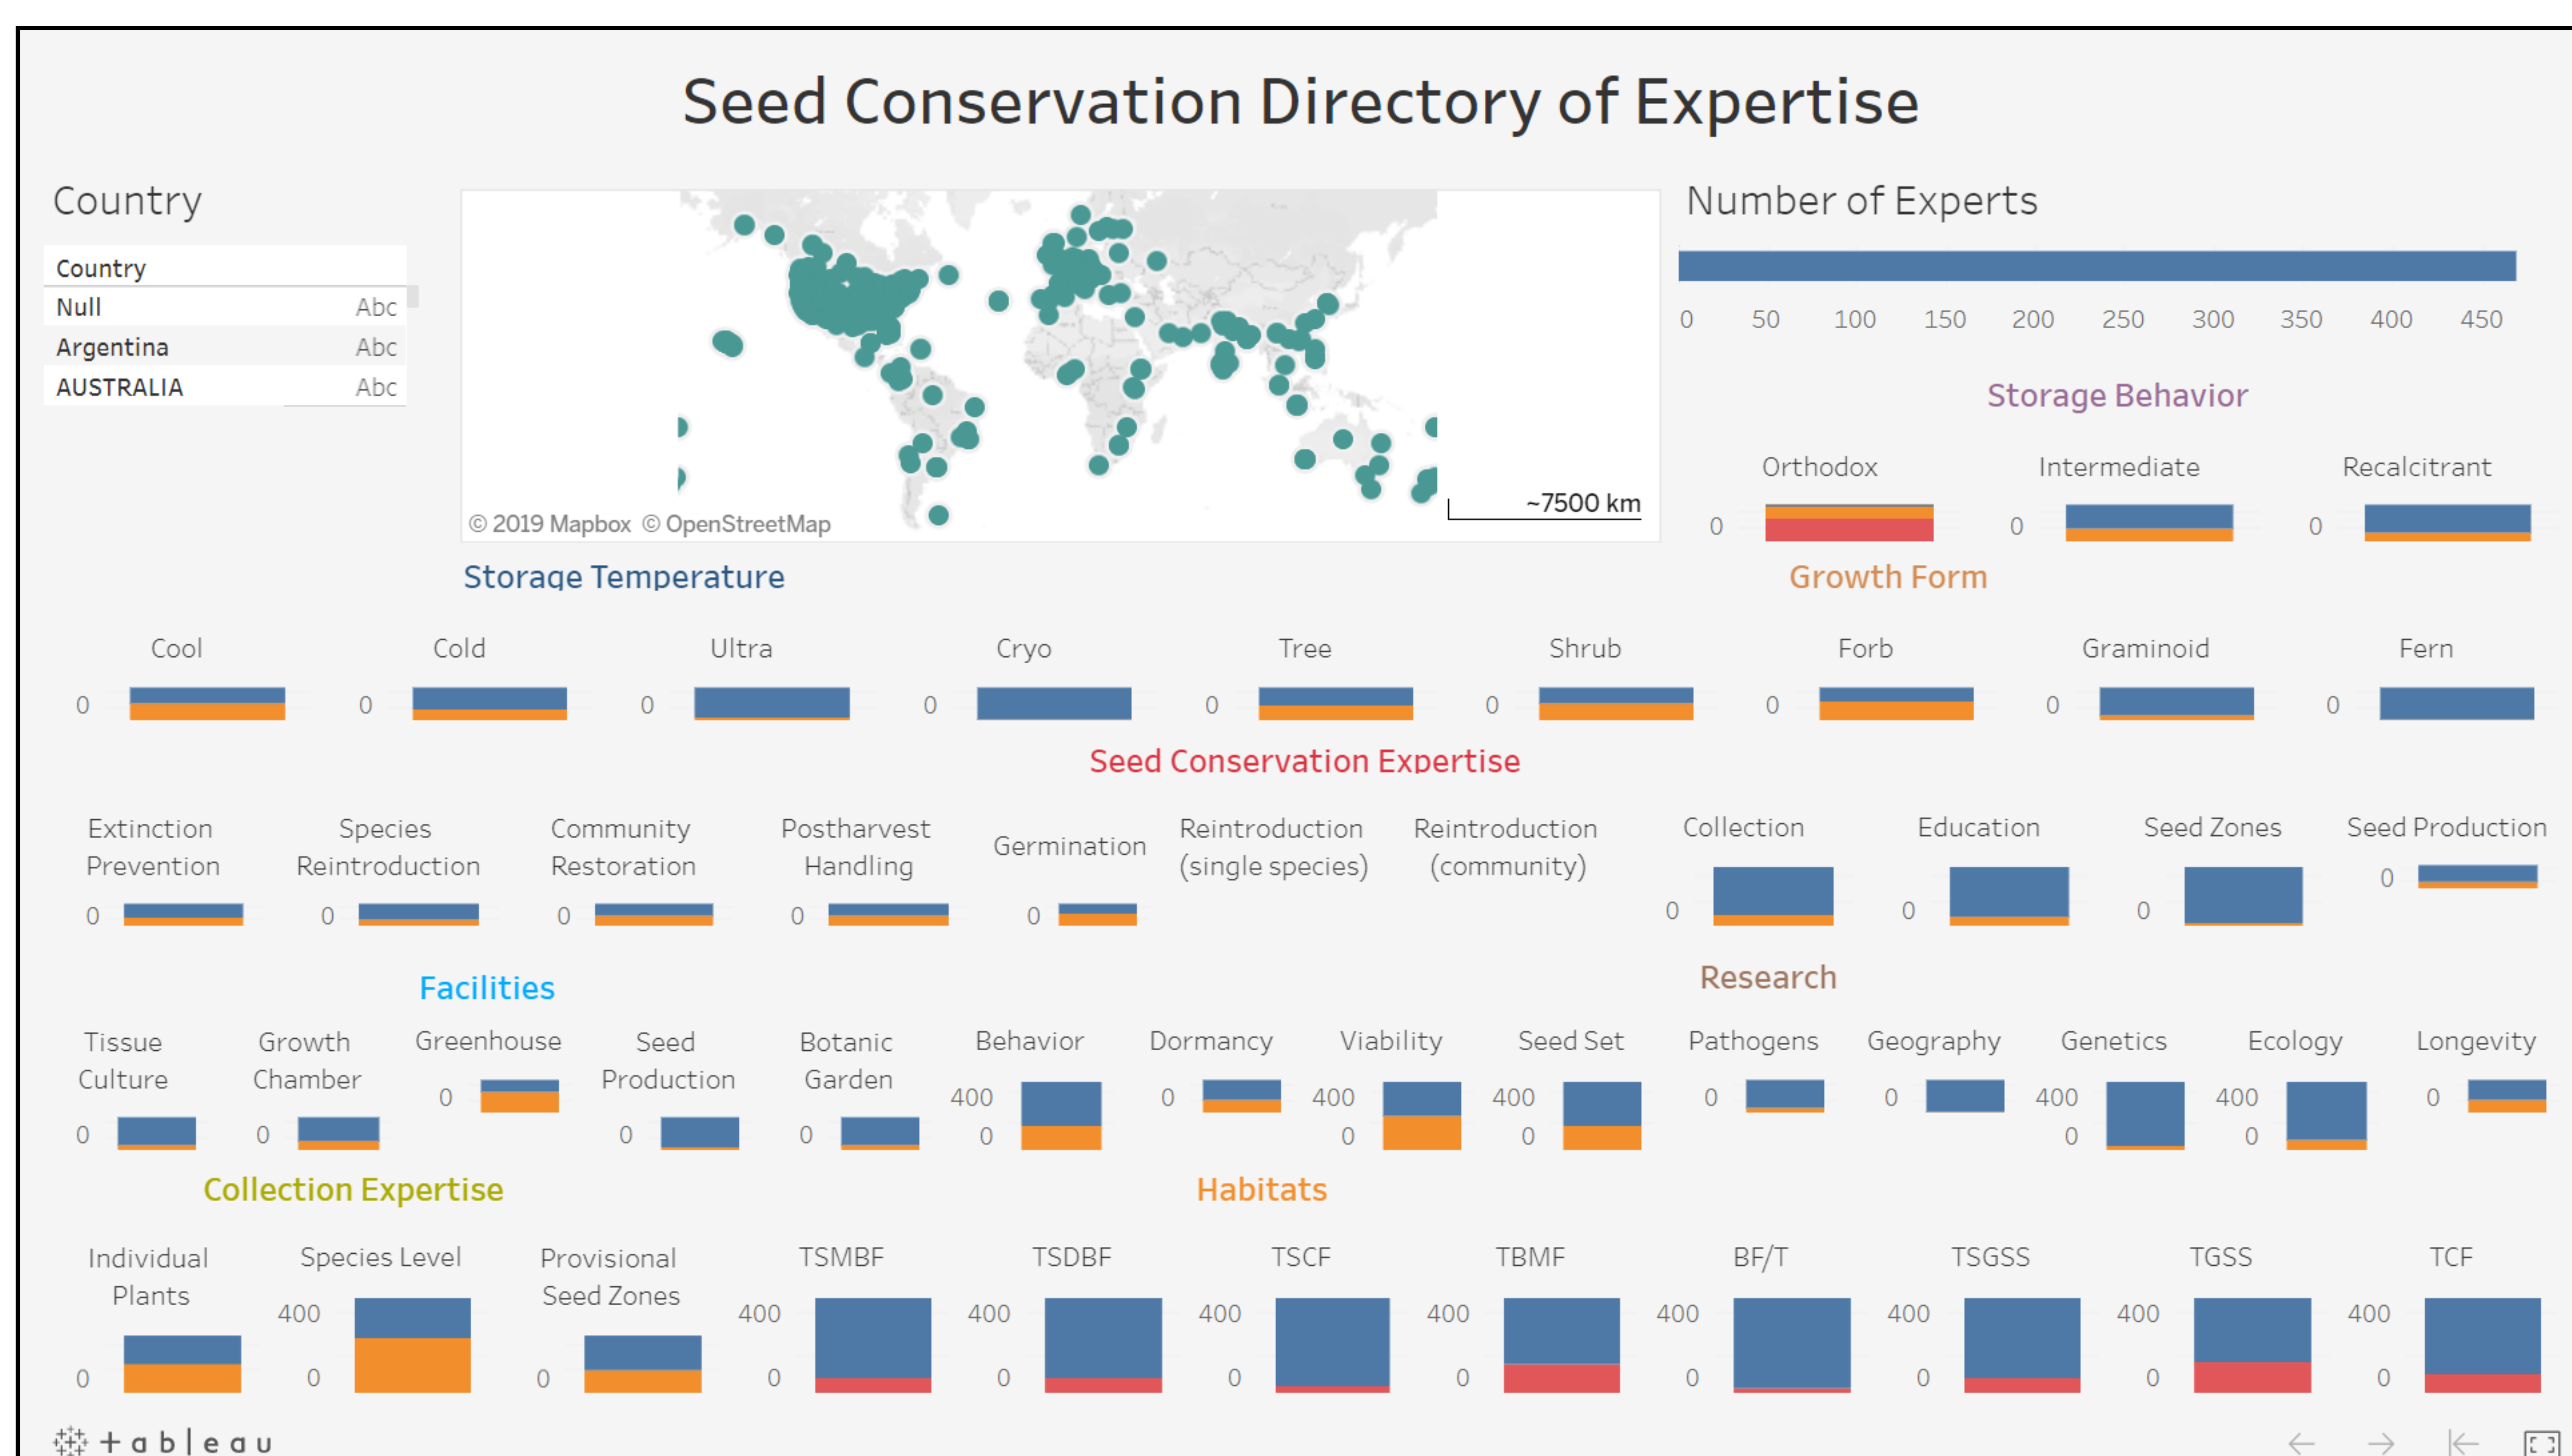 Seed Conservation Directory of Expertise
Country
Country
Null Abc
Argentina Abc
AUSTRALIA Abc
© 2019 Mapbox © OpenStreetMap
~7500 km
Number of Experts
0 50 100 150 200 250 300 350 400 450
Storage Behavior
Orthodox Intermediate Recalcitrant
0 0 0
Storage Temperature Growth Form
Cool Cold Ultra Cryo Tree Shrub Forb Graminoid Fern
0 0 0 0 0 0 0 0 0
Seed Conservation Expertise
Extinction
Prevention
0
Species
Reintroduction
0
Community
Restoration
0
Postharvest
Handling
0
Germination
0
Reintroduction
(single species)
Reintroduction
(community)
Collection
0
Education
0
Seed Zones
0
Seed Production
0
Facilities
Research
Tissue
Culture
0
Growth
Chamber
0
Greenhouse
0
Seed
Production
0
Botanic
Garden
0
Behavior
400
0
Dormancy
0
Viability
400
0
Seed Set
400
0
Pathogens
0
Geography
0
Genetics
400
0
Ecology
400
0
Longevity
0
Collection Expertise
Habitats
Individual
Plants
0
Species Level
400
0
Provisional
Seed Zones
0
TSMBF
400
0
TSDBF
400
0
TSCF
400
0
TBMF
400
0
BF/T
400
0
TSGSS
400
0
TGSS
400
0
TCF
400
0
+ableau